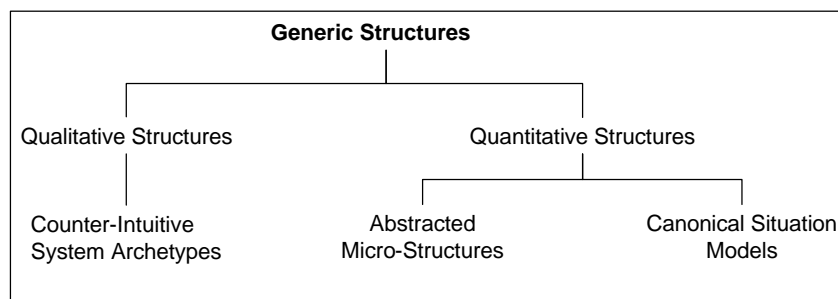 Generic Structures
Qualitative Structures
Quantitative Structures
Counter-Intuitive
System Archetypes
Abstracted
Micro-Structures
Canonical Situation
Models